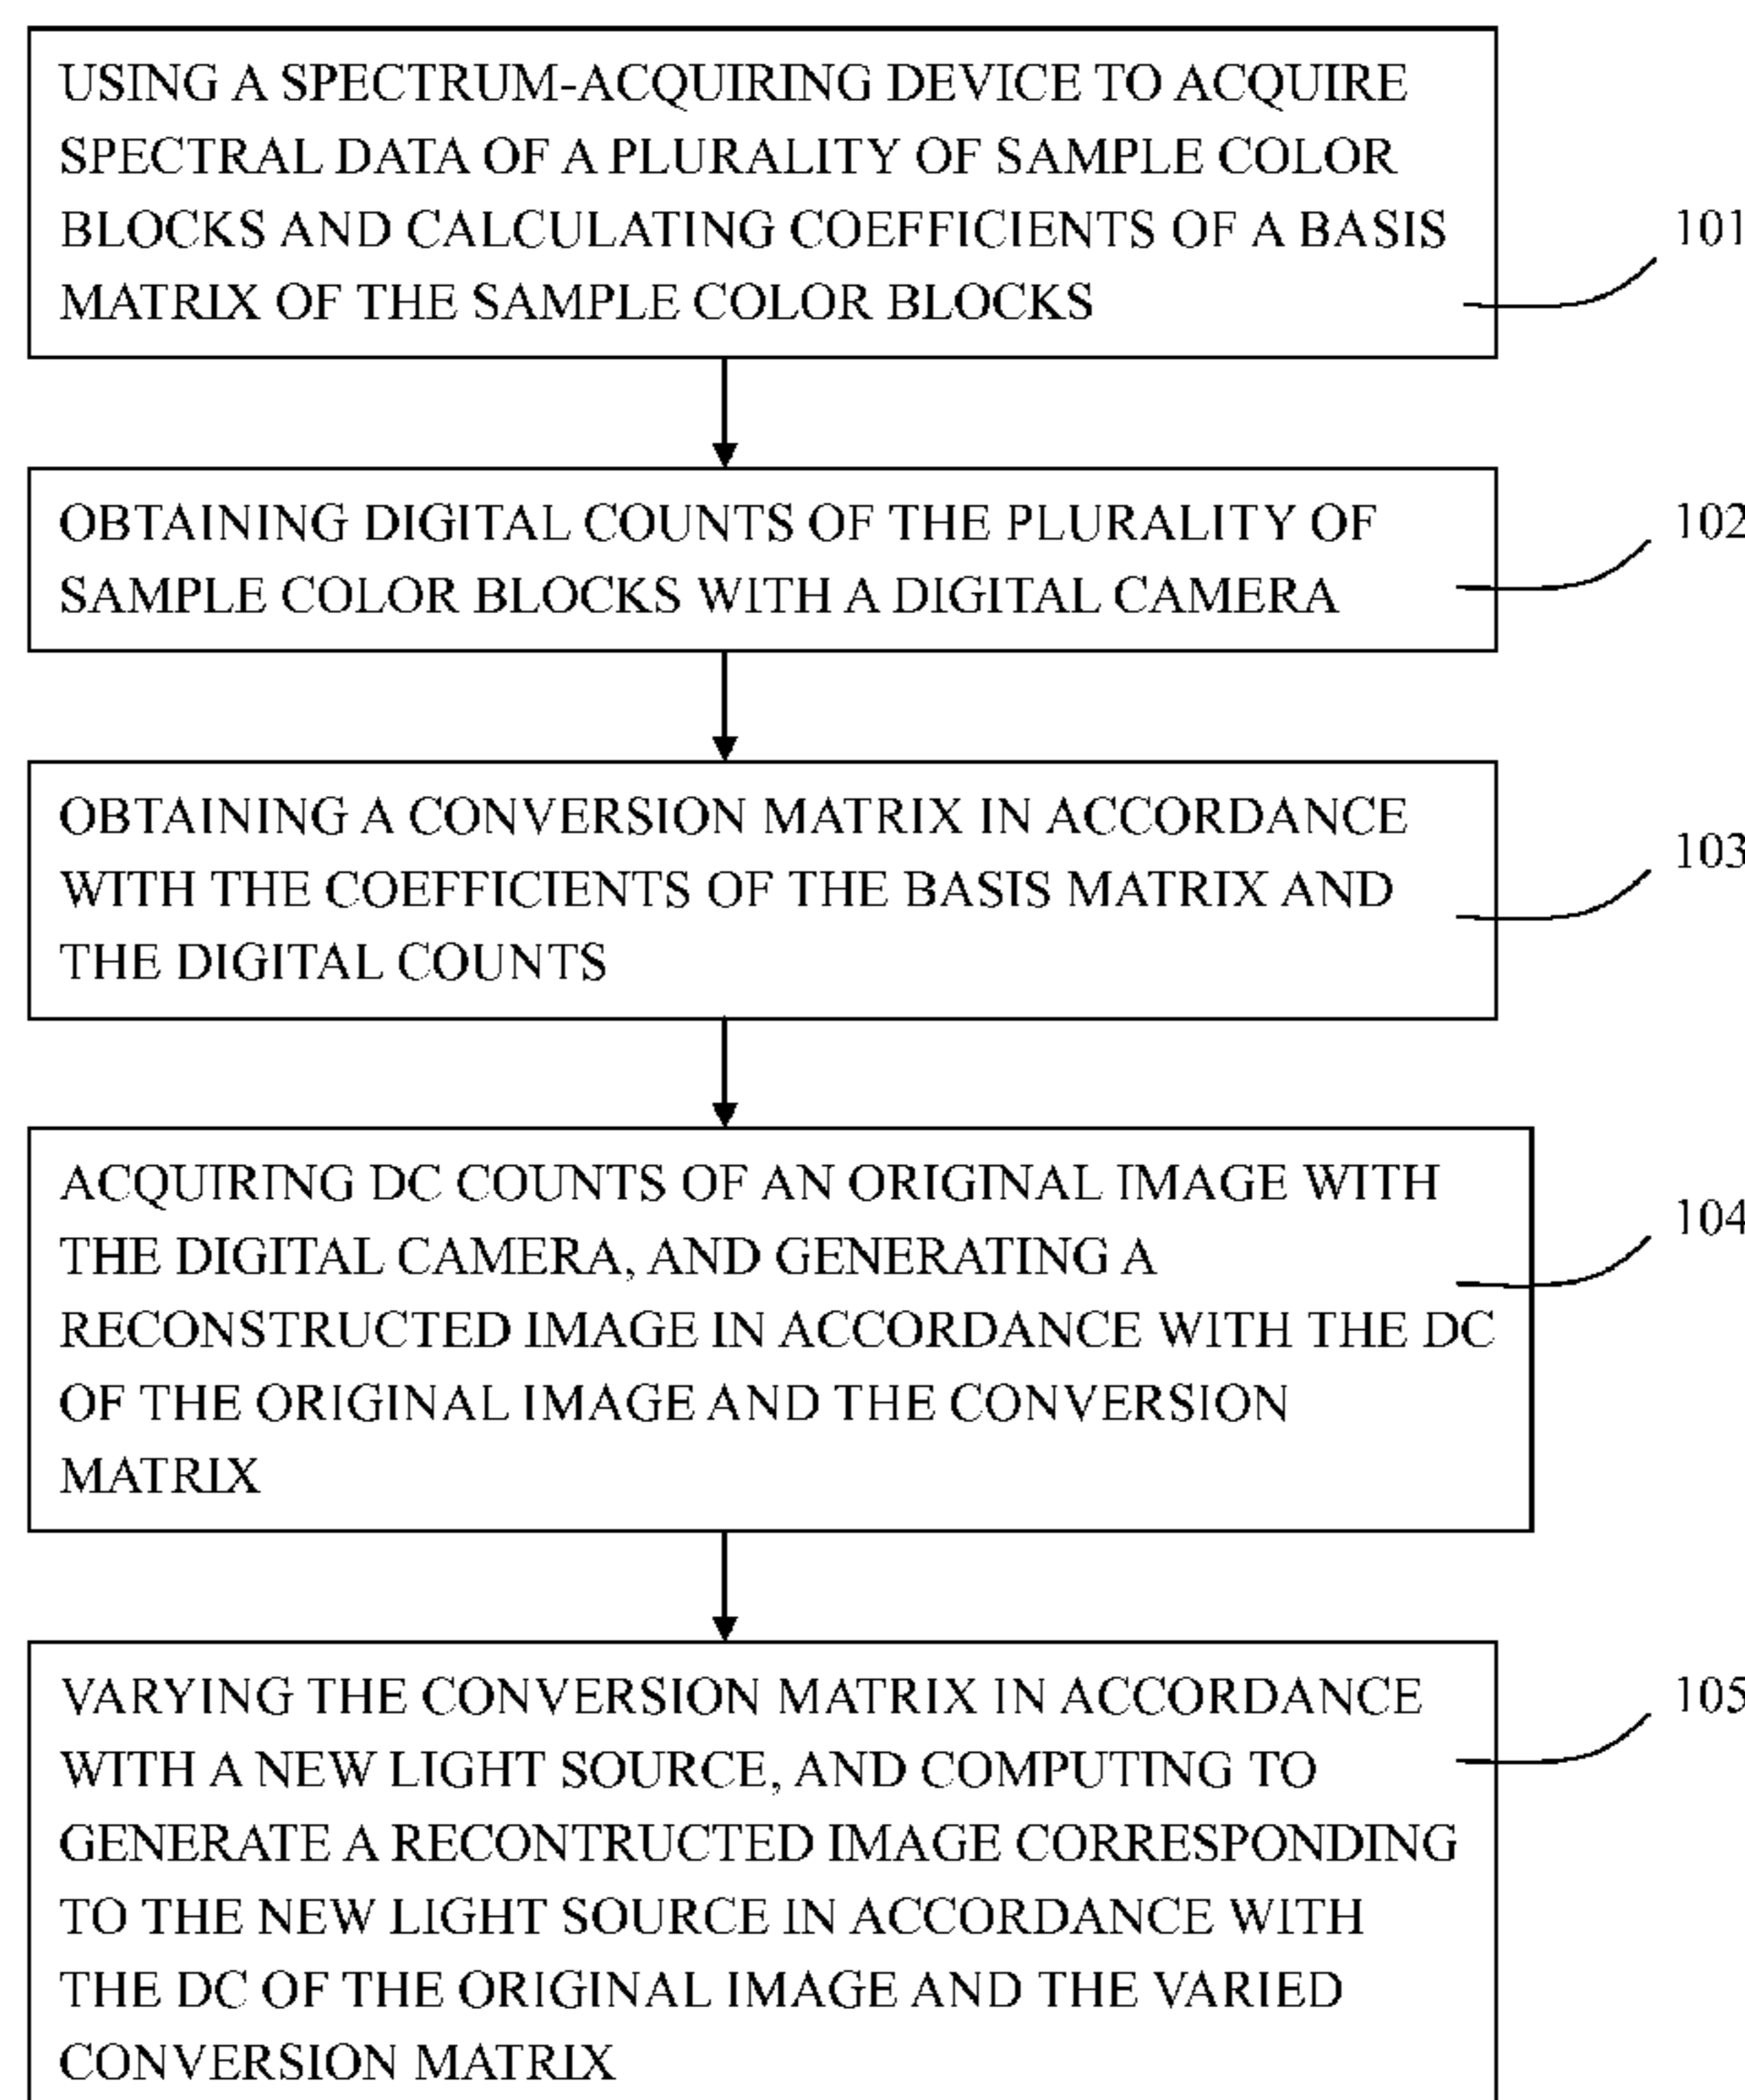 USING A SPECTRUM-ACQUIRING DEVICE TO ACQUIRE
SPECTRAL DATA OF A PLURALITY OF SAMPLE COLOR
BLOCKS AND CALCULATING COEFFICIENTS OF A BASIS
MATRIX OF THE SAMPLE COLOR BLOCKS
101
OBTAINING DIGITAL COUNTS OF THE PLURALITY OF
SAMPLE COLOR BLOCKS WITH A DIGITAL CAMERA
102
OBTAINING A CONVERSION MATRIX IN ACCORDANCE
WITH THE COEFFICIENTS OF THE BASIS MATRIX AND
THE DIGITAL COUNTS
103
ACQUIRING DC COUNTS OF AN ORIGINAL IMAGE WITH
THE DIGITAL CAMERA, AND GENERATING A
RECONSTRUCTED IMAGE IN ACCORDANCE WITH THE DC
OF THE ORIGINAL IMAGE AND THE CONVERSION
MATRIX
104
VARYING THE CONVERSION MATRIX IN ACCORDANCE
WITH A NEW LIGHT SOURCE, AND COMPUTING TO
GENERATE A RECONTRUCTED IMAGE CORRESPONDING
TO THE NEW LIGHT SOURCE IN ACCORDANCE WITH
THE DC OF THE ORIGINAL IMAGE AND THE VARIED
CONVERSION MATRIX
105